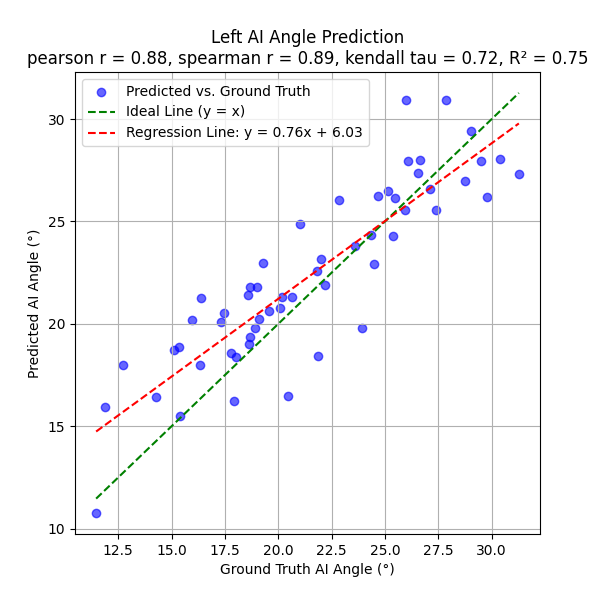 Left AI Angle Prediction
pearson r = 0.88, spearman r = 0.89, kendall tau = 0.72, R² = 0.75
Predicted vs. Ground Truth
Ideal Line (y = x)
Regression Line: y = 0.76x + 6.03
Predicted AI Angle (°)
30
25
20
15
10
12.5 15.0 17.5 20.0 22.5 25.0 27.5 30.0
Ground Truth AI Angle (°)